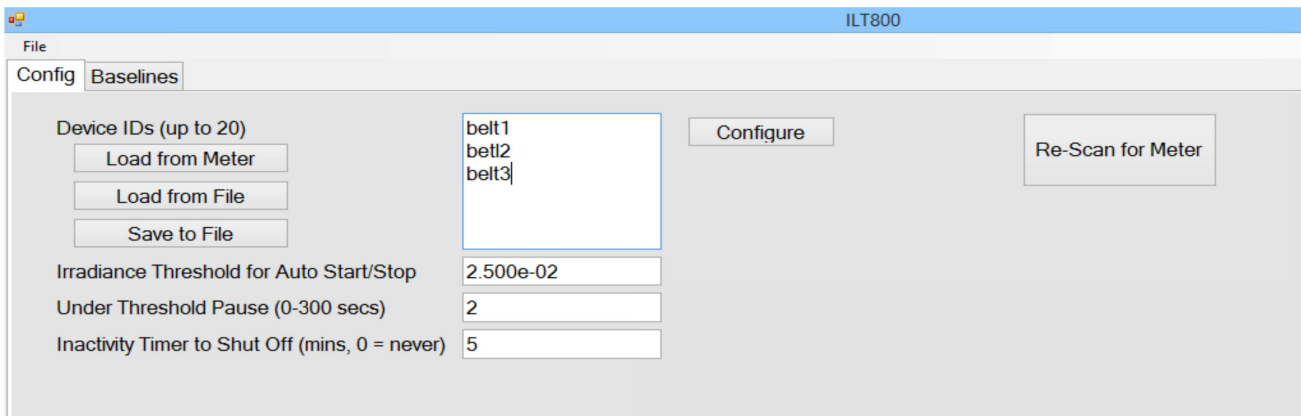 ILT800
File
Config Baselines
Device IDs (up to 20)
belt1
betl2
belt3
Configure
Re-Scan for Meter
Load from Meter
Load from File
Save to File
Irradiance Threshold for Auto Start/Stop 2.500e-02
Under Threshold Pause (0-300 secs) 2
Inactivity Timer to Shut Off (mins, 0 = never) 5